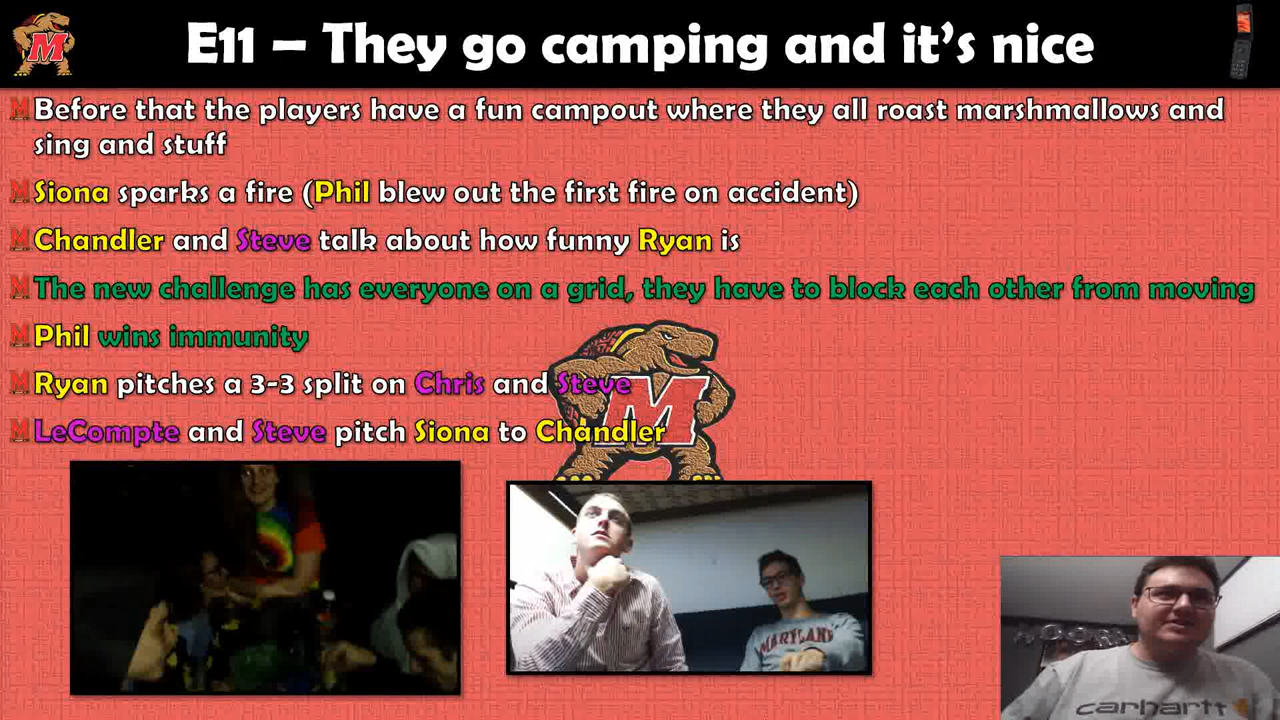 E11 – They go camping and it's nice
Before that the players have a fun campout where they all roast marshmallows and
sing and stuff
Siona sparks a fire (Phil blew out the first fire on accident)
Chandler and Steve talk about how funny Ryan is
The new challenge has everyone on a grid, they have to block each other from moving
Phil wins immunity
Ryan pitches a 3-3 split on Chris and Steve
LeCompte and Steve pitch Siona to Chandler
M
M
MARYLAND
carhartt